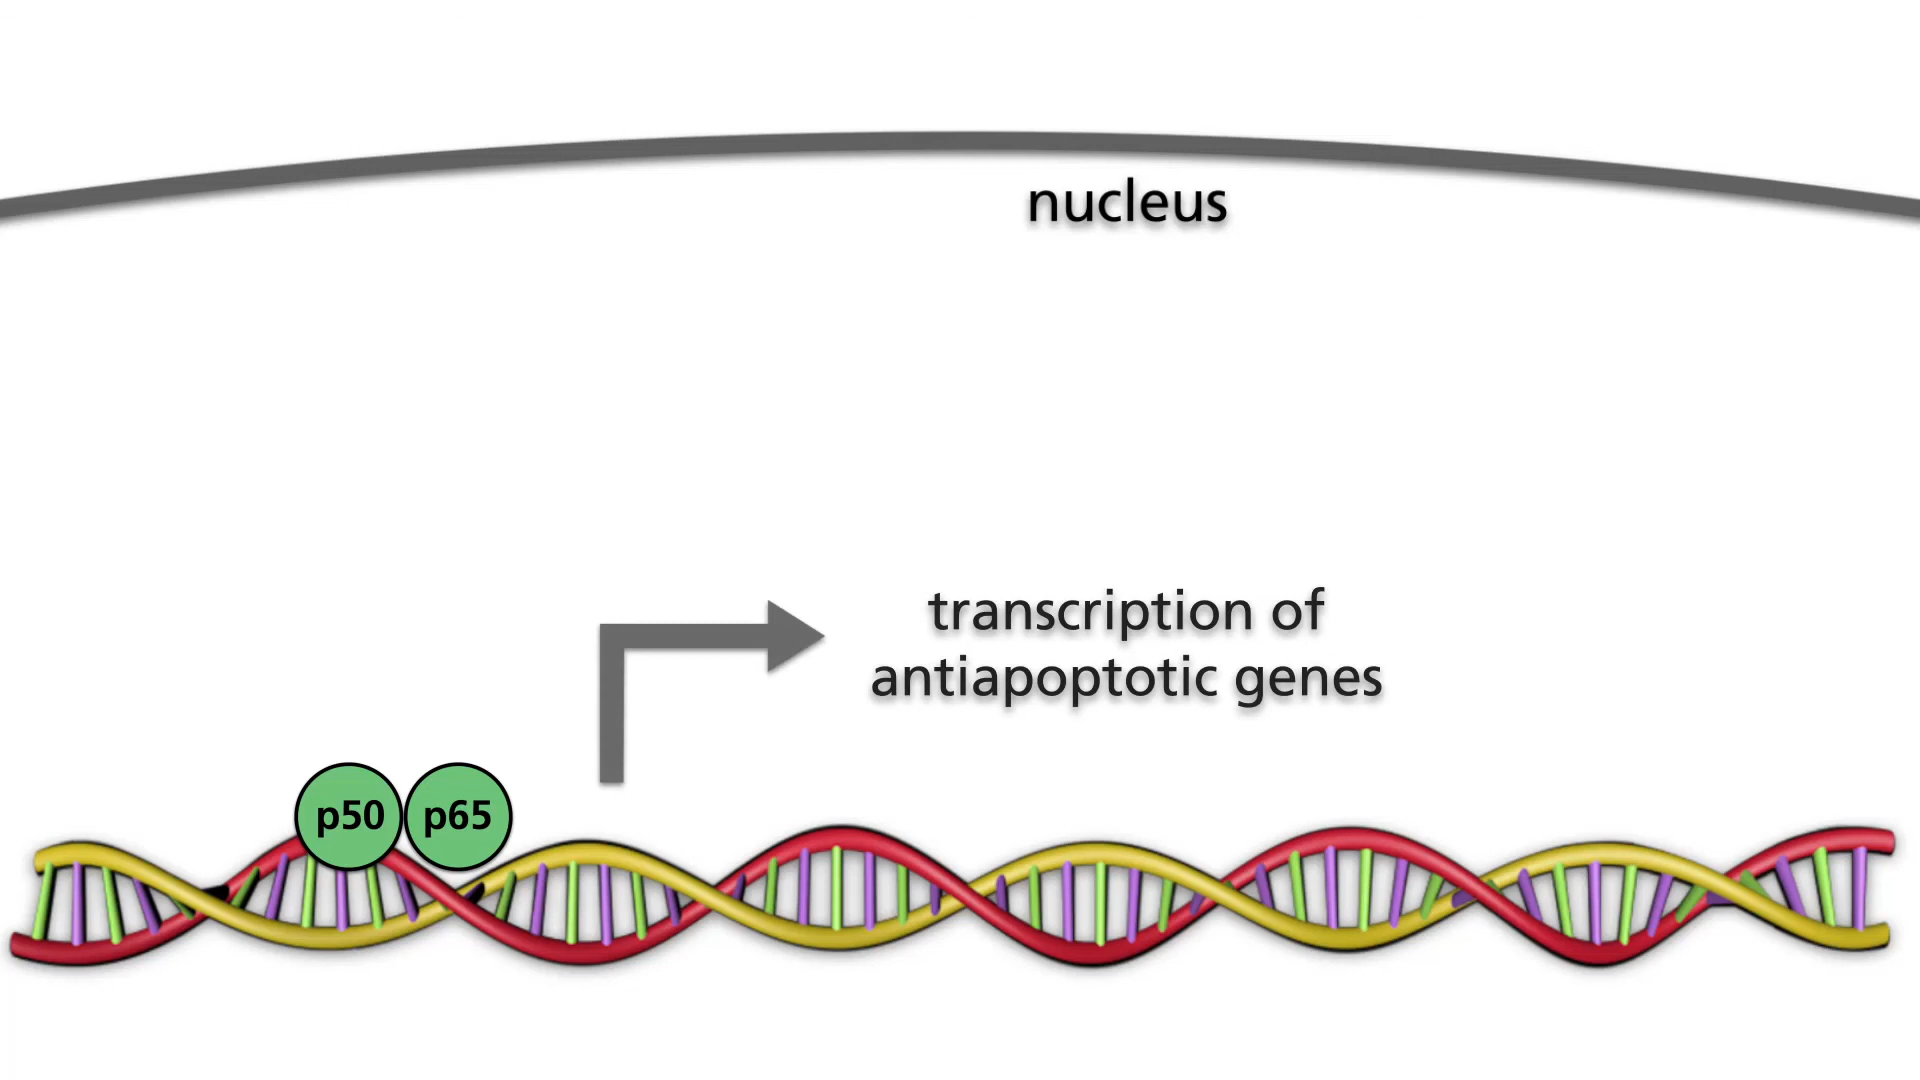 nucleus
transcription of
antiapoptotic genes
p50 p65